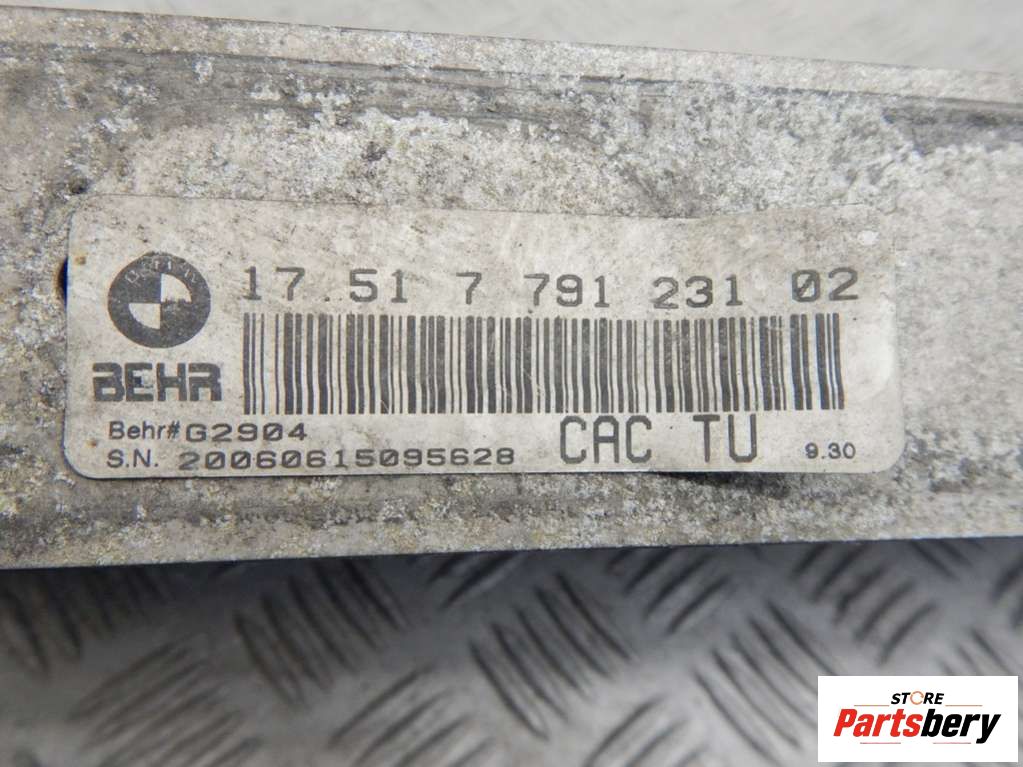 17.51 7 791 231 02
BEHR
Behr# G2904
CAC TU
9.30
S.N. 20060615095628
STORE
Partsbery